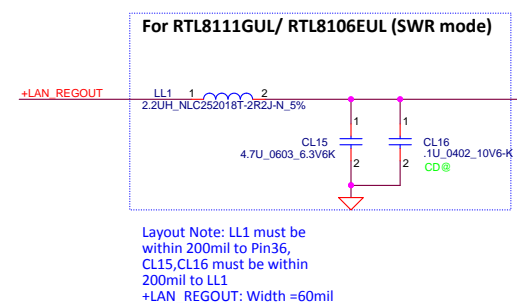 For RTL8111GUL/ RTL8106EUL (SWR mode)
+LAN_REGOUT
LL1 1 2
2.2UH_NLC252018T-2R2J-N_5%
1 1
CL15 CL16
4.7U_0603_6.3V6K .1U_0402_10V6-K
2 2
CD@
Layout Note: LL1 must be
within 200mil to Pin36,
CL15,CL16 must be within
200mil to LL1
+LAN_REGOUT: Width =60mil